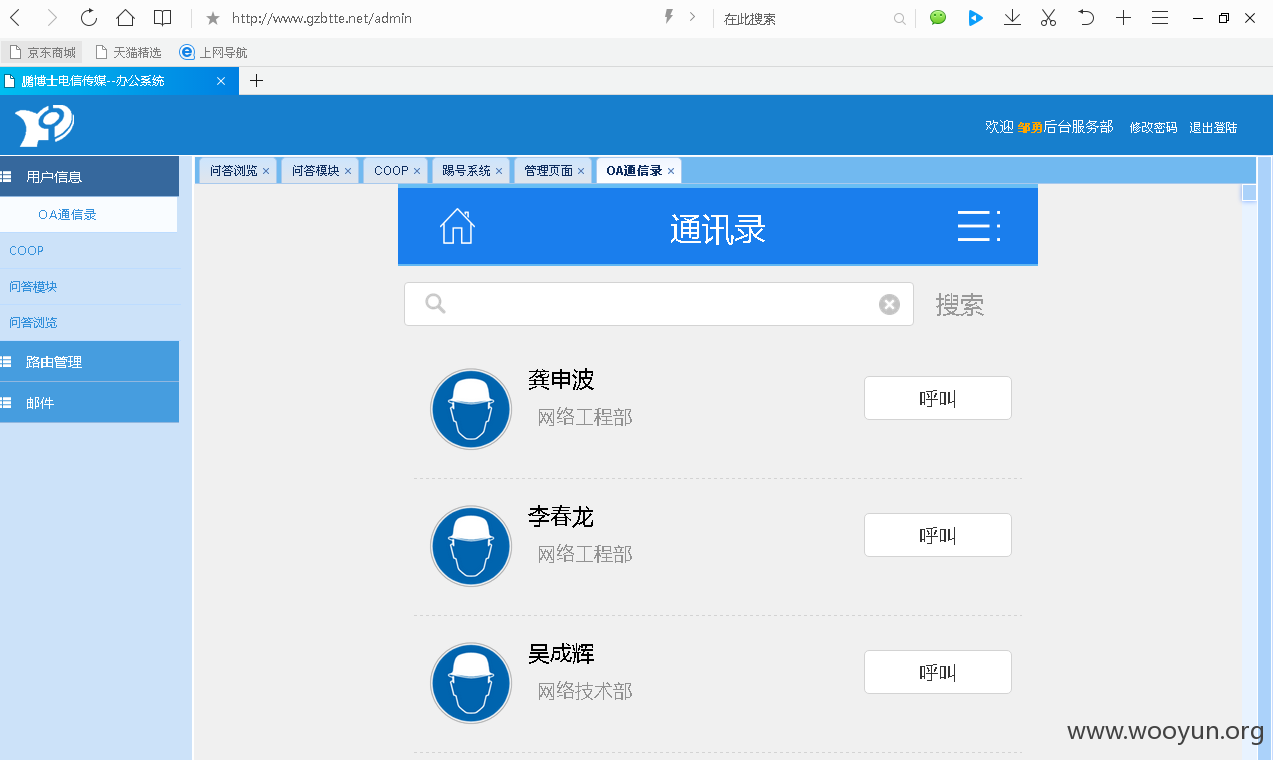 http://www.gzbtte.net/admin 在此搜索
京东商城 天猫精选 上网导航
鹏博士电信传媒--办公系统
欢迎 邹勇后台服务部 修改密码 退出登陆
用户信息
OA通信录
COOP
问答模块
问答浏览
路由管理
邮件
问答浏览 问答模块 COOP 踢号系统 管理页面 OA通信录
通讯录
搜索
龚申波
网络工程部
呼叫
李春龙
网络工程部
呼叫
吴成辉
网络技术部
呼叫
www.wooyun.org